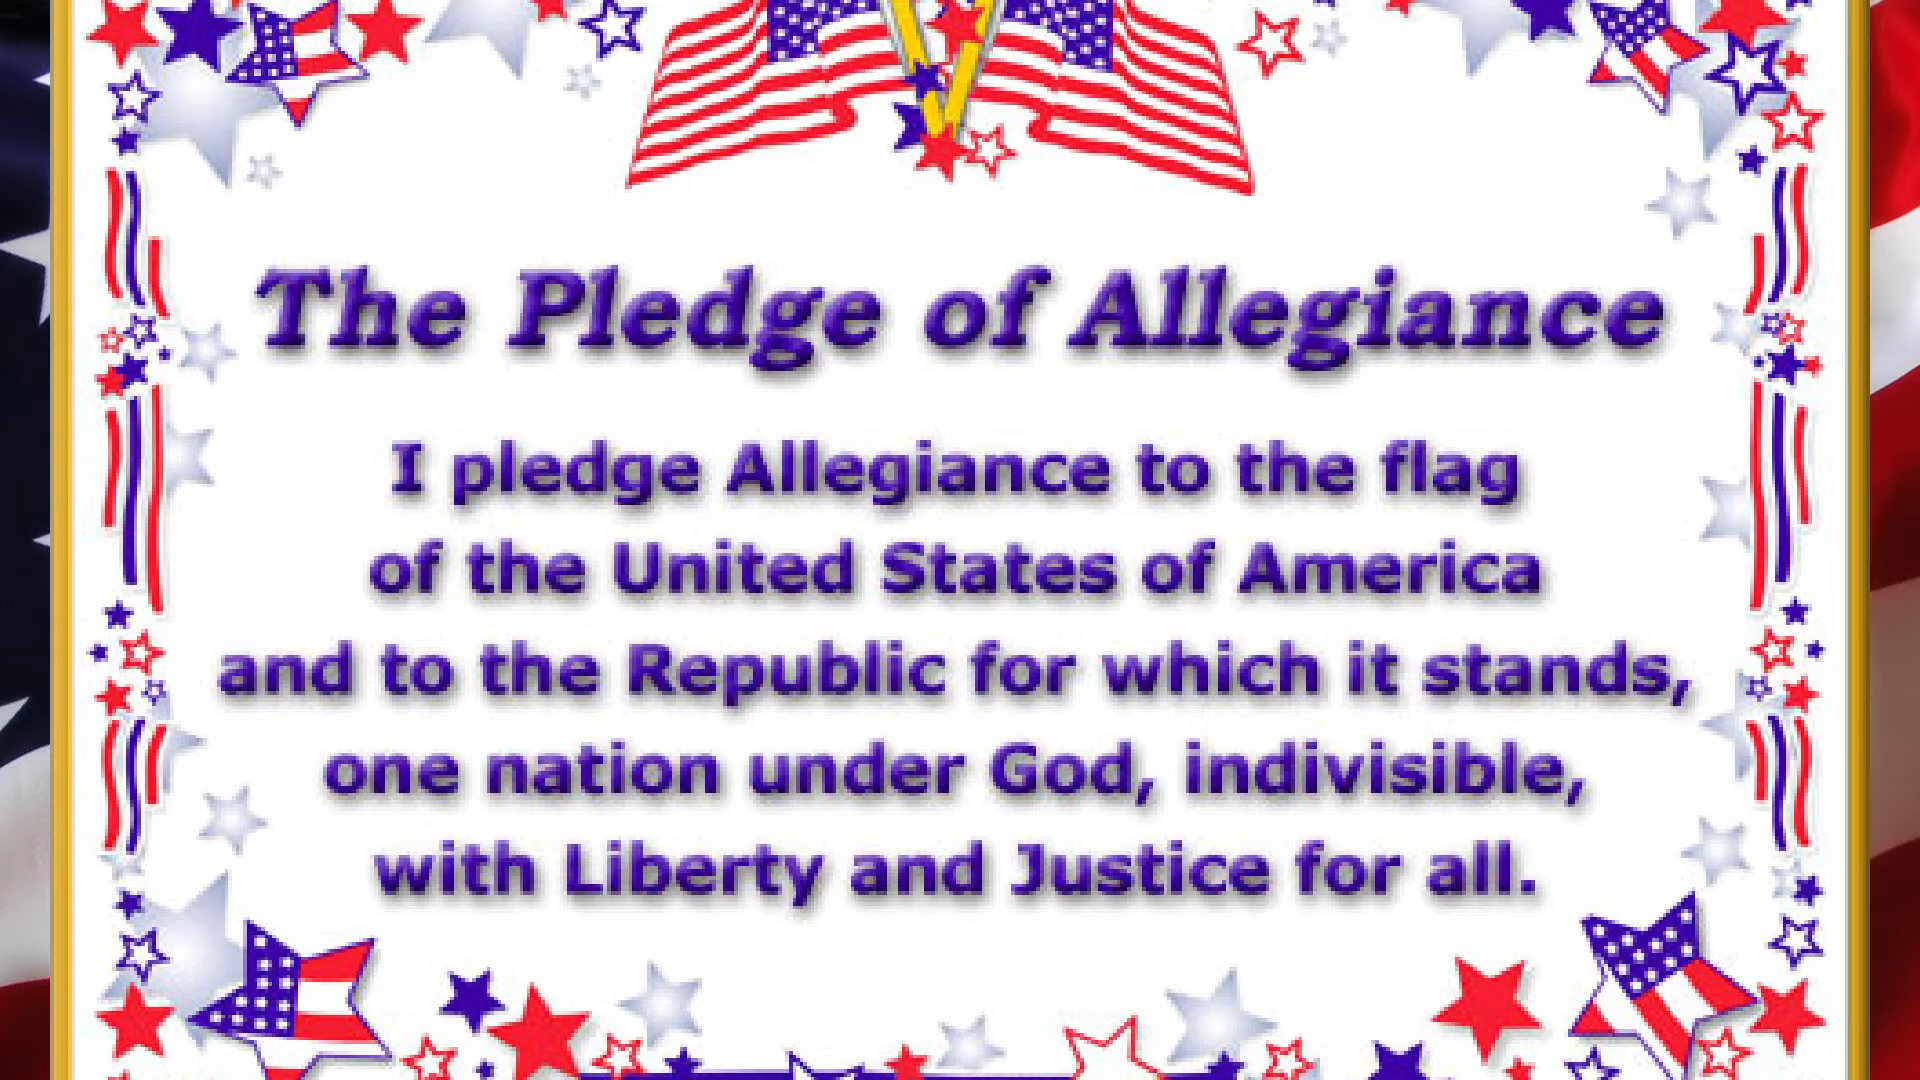 The Pledge of Allegiance
I pledge Allegiance to the flag
of the United States of America
and to the Republic for which it stands,
one nation under God, indivisible,
with Liberty and Justice for all.